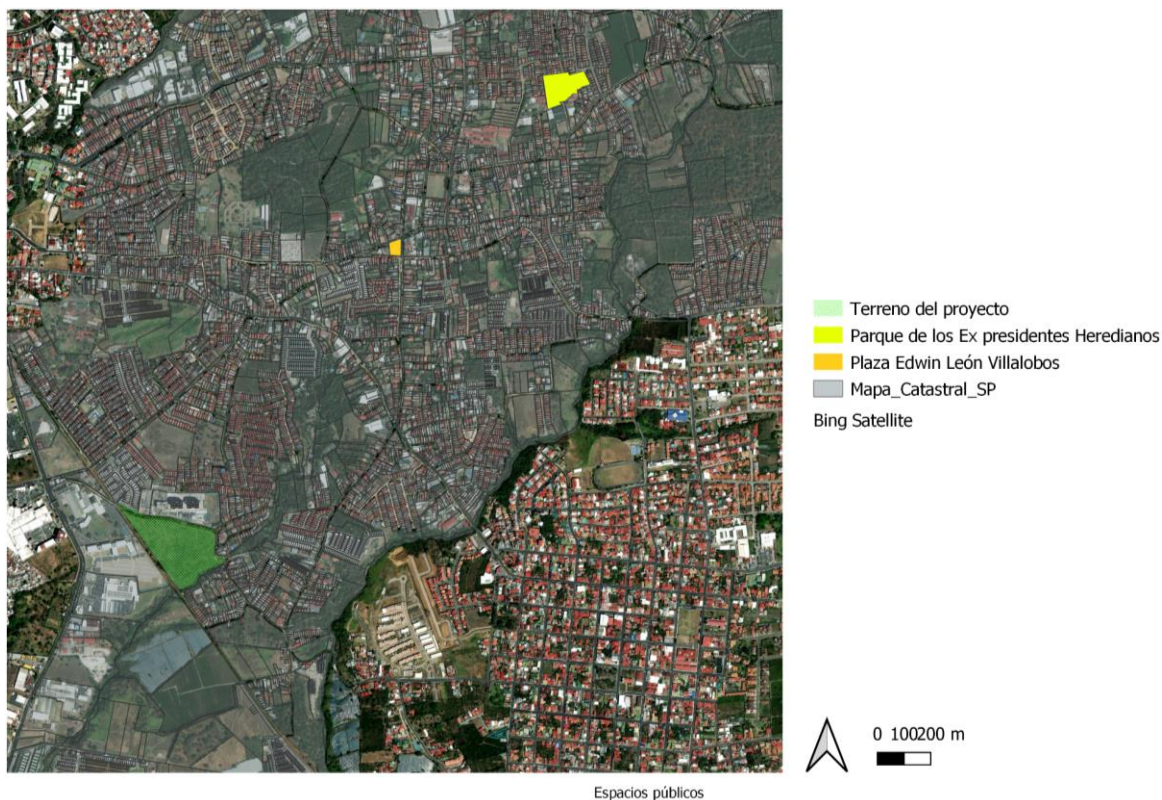 Terreno del proyecto
Parque de los Ex presidentes Heredianos
Plaza Edwin León Villalobos
Mapa_Catastral_SP
Bing Satellite
0 100200 m
Espacios públicos